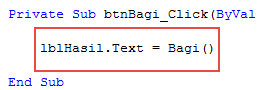 Private Sub btnBagi_Click(ByVal
lblHasil.Text = Bagi()
End Sub